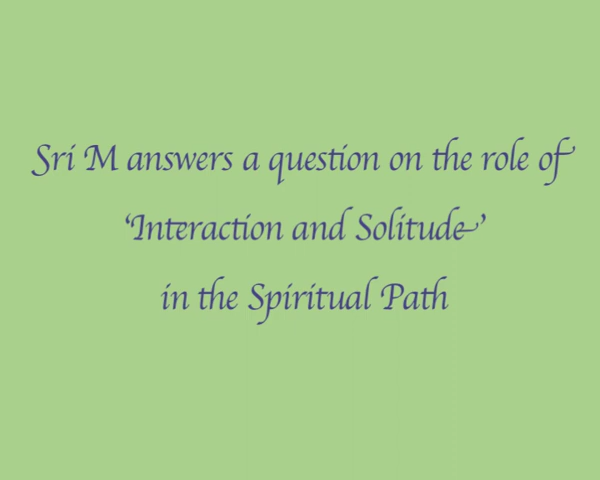 Sri M answers a question on the role of
‘Interaction and Solitude’
in the Spiritual Path